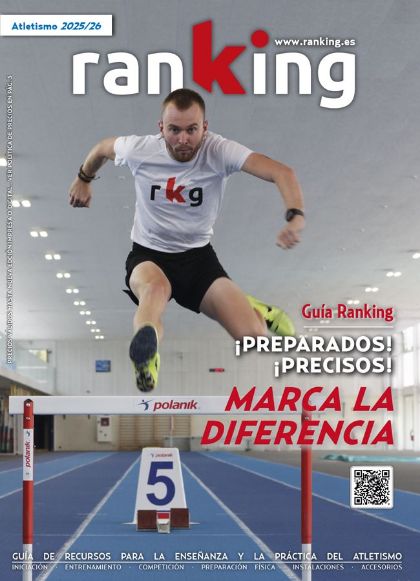 Atletismo 2025/26
www.ranking.es
ranking
rkg
Guía Ranking
¡PREPARADOS!
¡PRECISOS!
MARCA LA
DIFERENCIA
polanik
polanik
5
GUÍA DE RECURSOS PARA LA ENSEÑANZA Y LA PRÁCTICA DEL ATLETISMO
INICIACIÓN · ENTRENAMIENTO · COMPETICIÓN · PREPARACIÓN FÍSICA · INSTALACIONES · ACCESORIOS